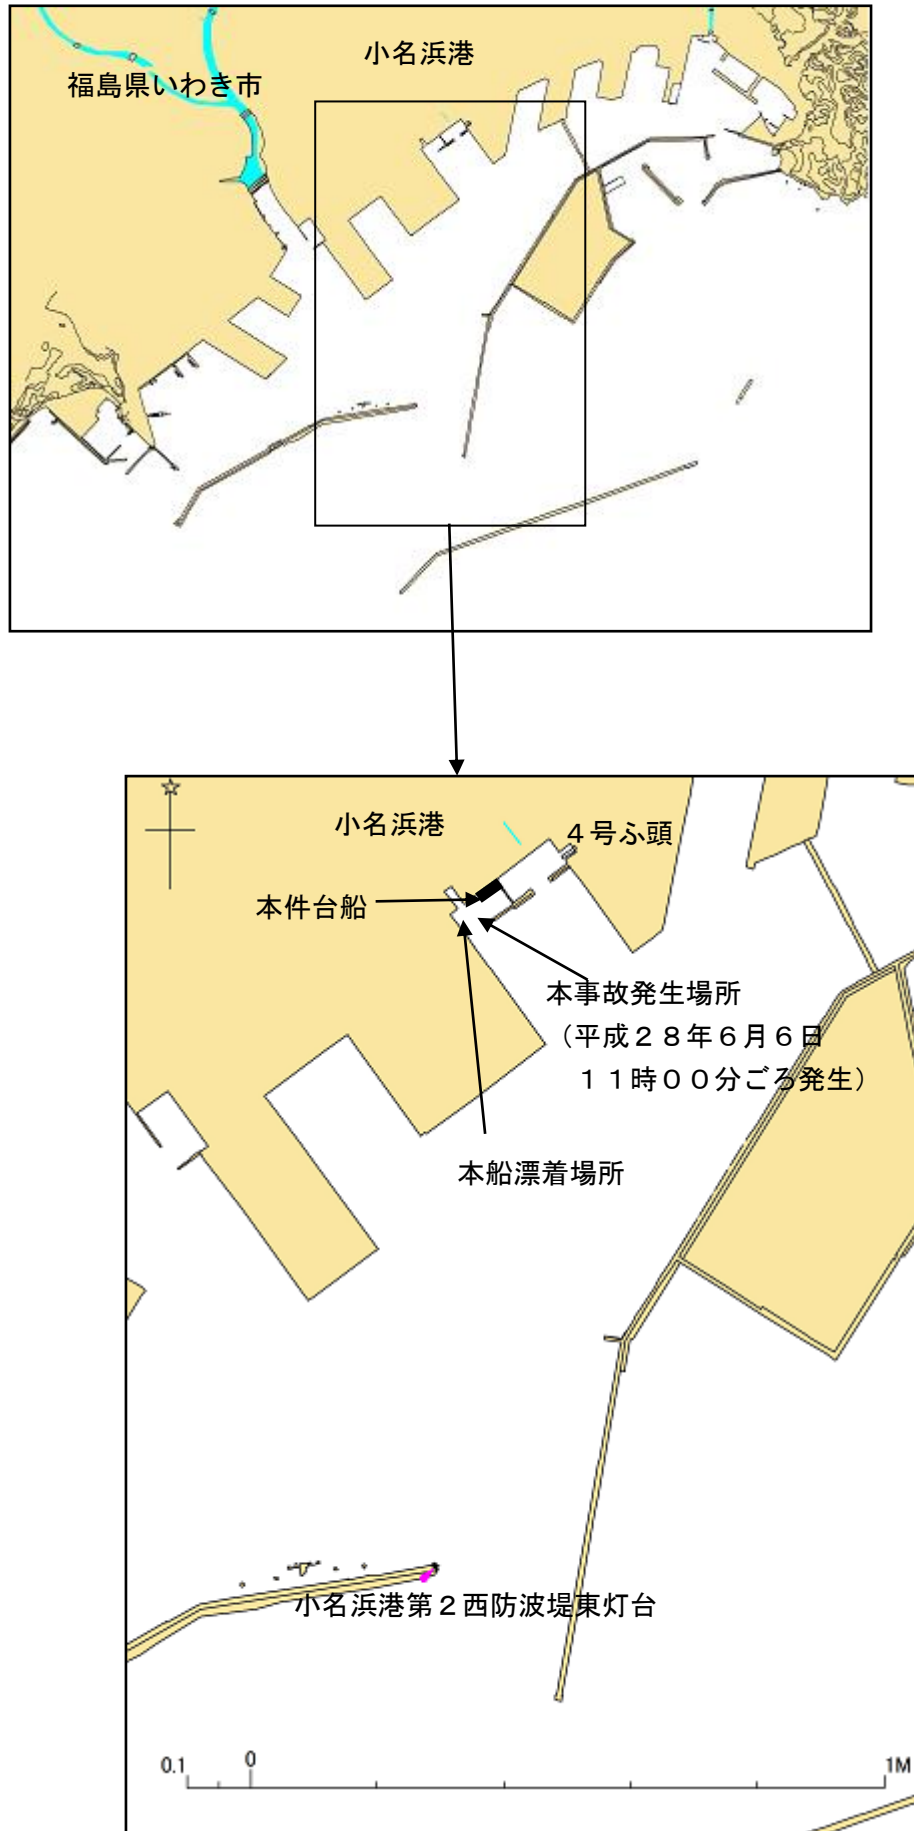 小名浜港
福島県いわき市
小名浜港
４号ふ頭
本件台船
本事故発生場所
（平成２８年６月６日
１１時００分ごろ発生）
本船漂着場所
小名浜港第２西防波堤東灯台
0.1 0 1M